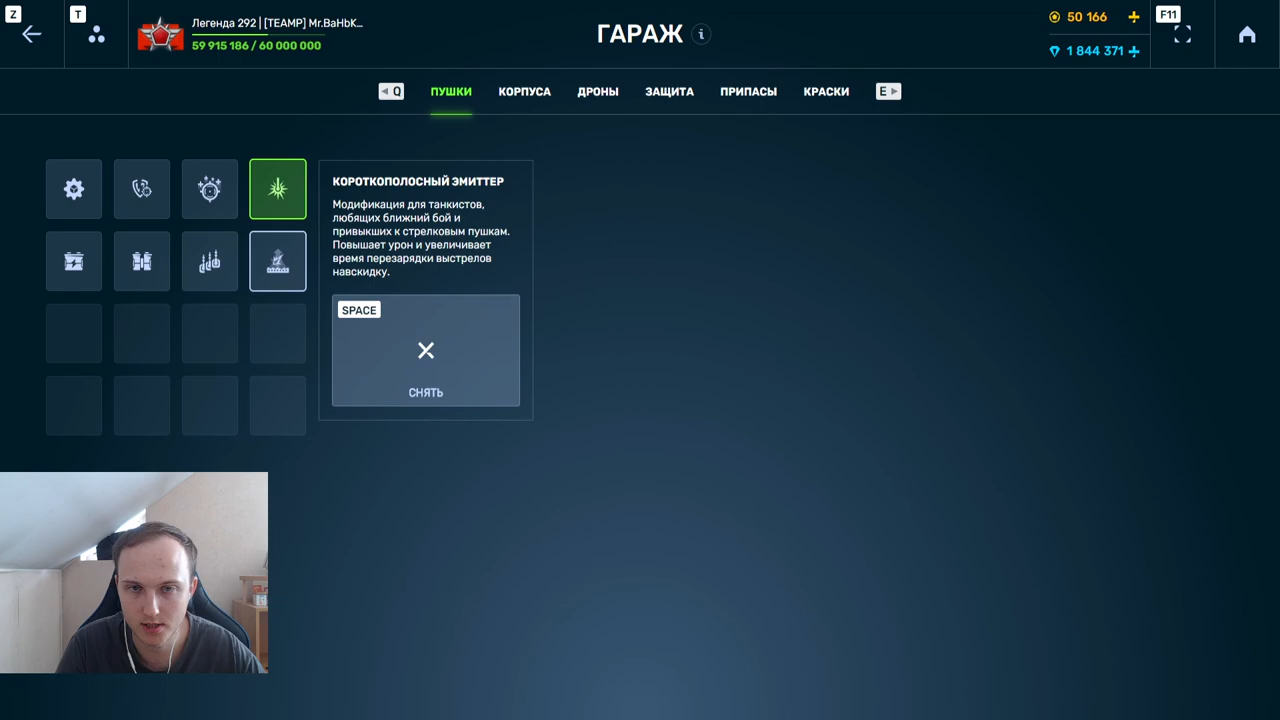 Z
T
Легенда 292 | [TEAMP] Mr.BaHbK...
59 915 186 / 60 000 000
ГАРАЖ i
50 166 +
1 844 371 +
F11
Q
ПУШКИ
КОРПУСА
ДРОНЫ
ЗАЩИТА
ПРИПАСЫ
КРАСКИ
E
КОРОТКОПОЛОСНЫЙ ЭМИТТЕР
Модификация для танкистов,
любящих ближний бой и
привыкших к стрелковым пушкам.
Повышает урон и увеличивает
время перезарядки выстрелов
навскидку.
SPACE
СНЯТЬ